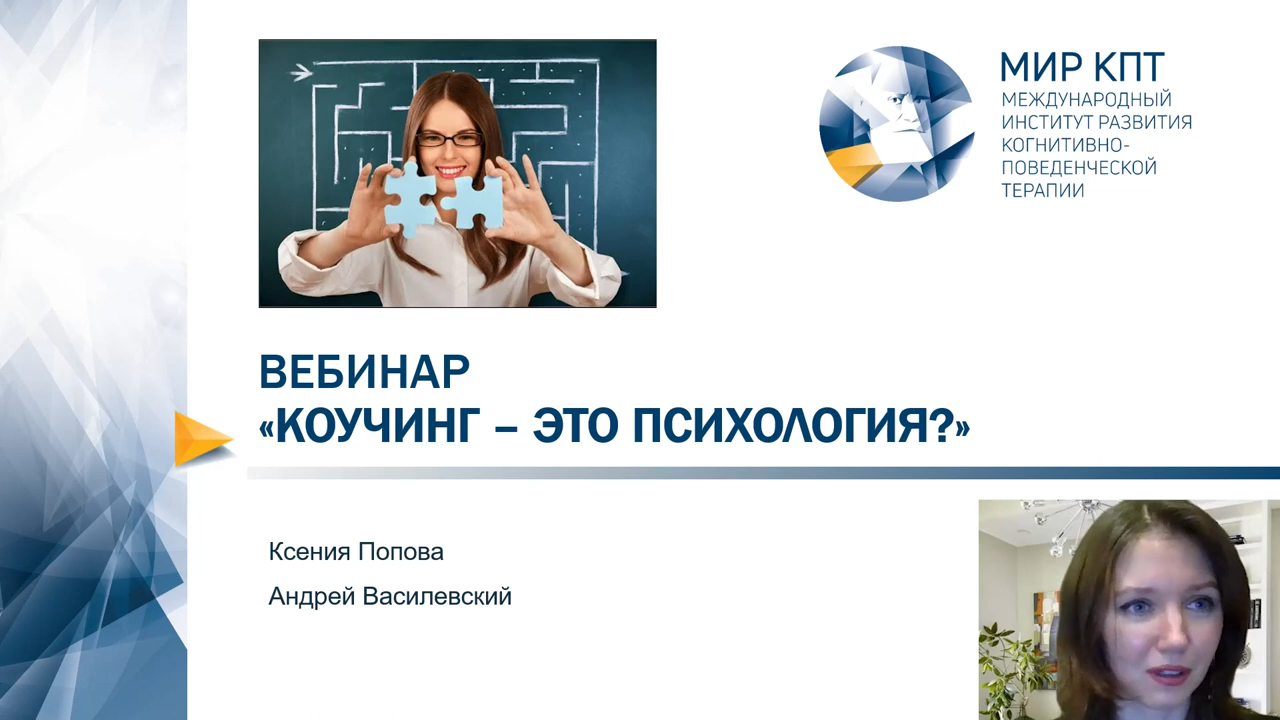 МИР КПТ
МЕЖДУНАРОДНЫЙ
ИНСТИТУТ РАЗВИТИЯ
КОГНИТИВНО-
ПОВЕДЕНЧЕСКОЙ
ТЕРАПИИ
ВЕБИНАР
«КОУЧИНГ – ЭТО ПСИХОЛОГИЯ?»
Ксения Попова
Андрей Василевский